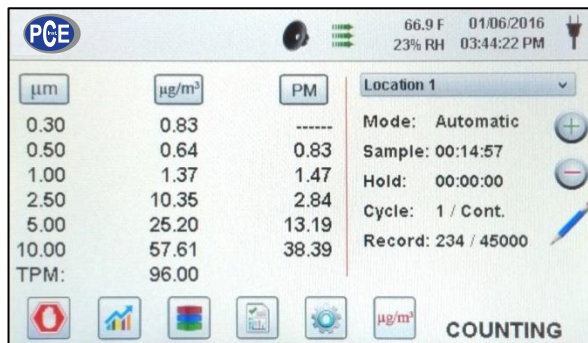 PCE Inst.
66.9 F 01/06/2016
23% RH 03:44:22 PM
µm µg/m³ PM
Location 1
0.30 0.83 ------
0.50 0.64 0.83
1.00 1.37 1.47
2.50 10.35 2.84
5.00 25.20 13.19
10.00 57.61 38.39
TPM: 96.00
Mode: Automatic
Sample: 00:14:57
Hold: 00:00:00
Cycle: 1 / Cont.
Record: 234 / 45000
µg/m³
COUNTING